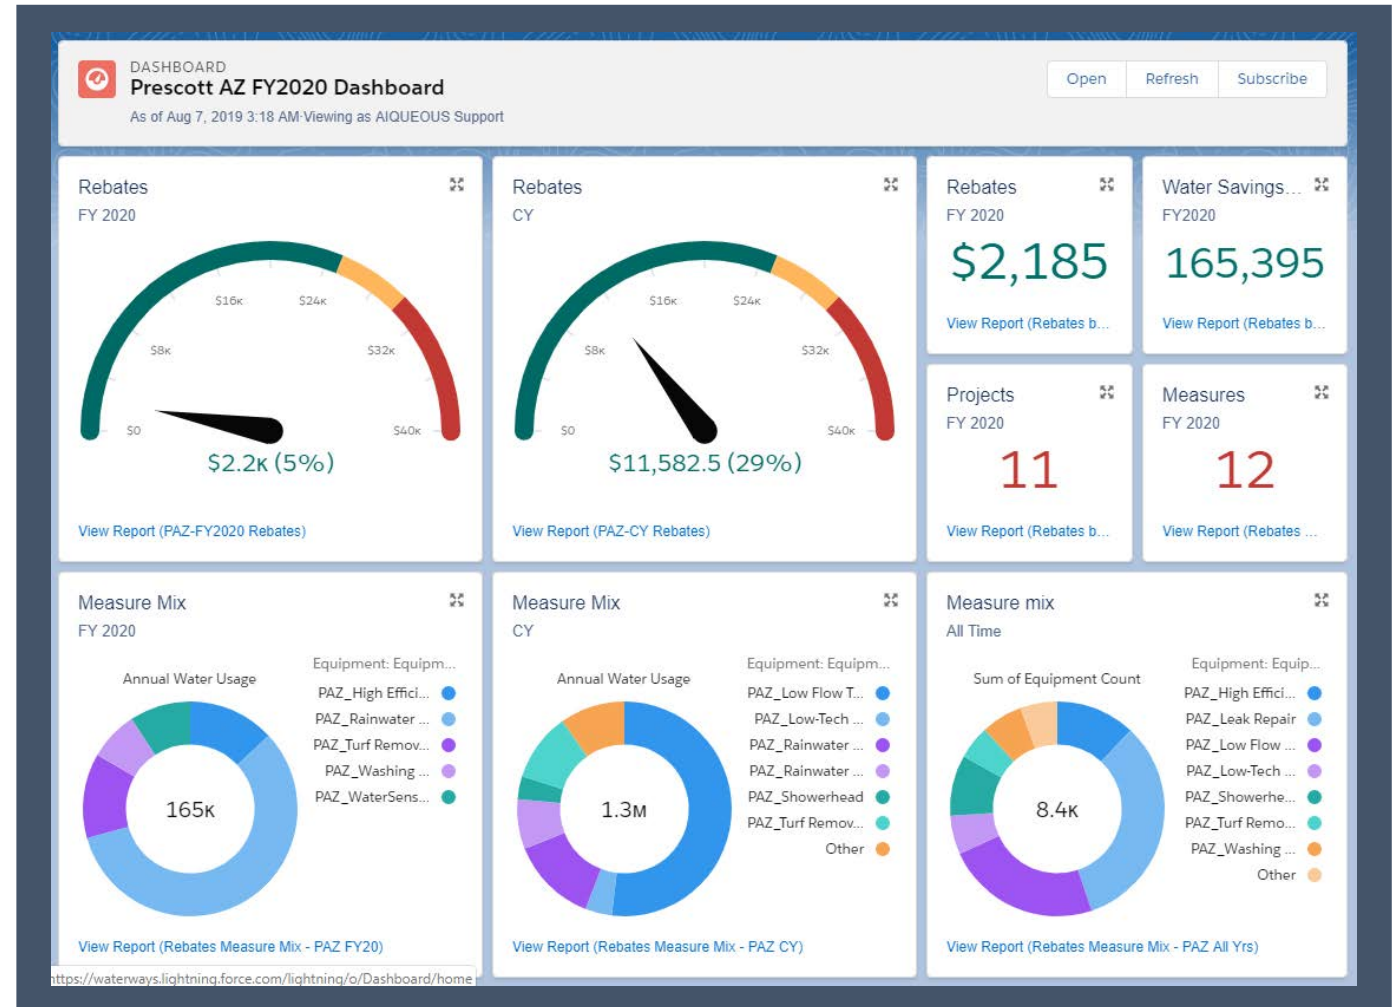 DASHBOARD
Prescott AZ FY2020 Dashboard
As of Aug 7, 2019 3:18 AM·Viewing as AIQUEOUS Support
Open
Refresh
Subscribe
Rebates
FY 2020
$0
$8K
$16K
$24K
$32K
$40K
$2.2K (5%)
View Report (PAZ-FY2020 Rebates)
Rebates
CY
$0
$8K
$16K
$24K
$32K
$40K
$11,582.5 (29%)
View Report (PAZ-CY Rebates)
Rebates
FY 2020
$2,185
View Report (Rebates b...
Water Savings...
FY2020
165,395
View Report (Rebates b...
Projects
FY 2020
11
View Report (Rebates b...
Measures
FY 2020
12
View Report (Rebates ...
Measure Mix
FY 2020
Annual Water Usage
165K
Equipment: Equipm...
PAZ_High Effici...
PAZ_Rainwater ...
PAZ_Turf Remov...
PAZ_Washing ...
PAZ_WaterSens...
View Report (Rebates Measure Mix - PAZ FY20)
Measure Mix
CY
Annual Water Usage
1.3M
Equipment: Equipm...
PAZ_Low Flow T...
PAZ_Low-Tech ...
PAZ_Rainwater ...
PAZ_Rainwater ...
PAZ_Showerhead
PAZ_Turf Remov...
Other
View Report (Rebates Measure Mix - PAZ CY)
Measure mix
All Time
Sum of Equipment Count
8.4K
Equipment: Equip...
PAZ_High Effici...
PAZ_Leak Repair
PAZ_Low Flow ...
PAZ_Low-Tech ...
PAZ_Showerhe...
PAZ_Turf Remo...
PAZ_Washing ...
Other
View Report (Rebates Measure Mix - PAZ All Yrs)
https://waterways.lightning.force.com/lightning/o/Dashboard/home